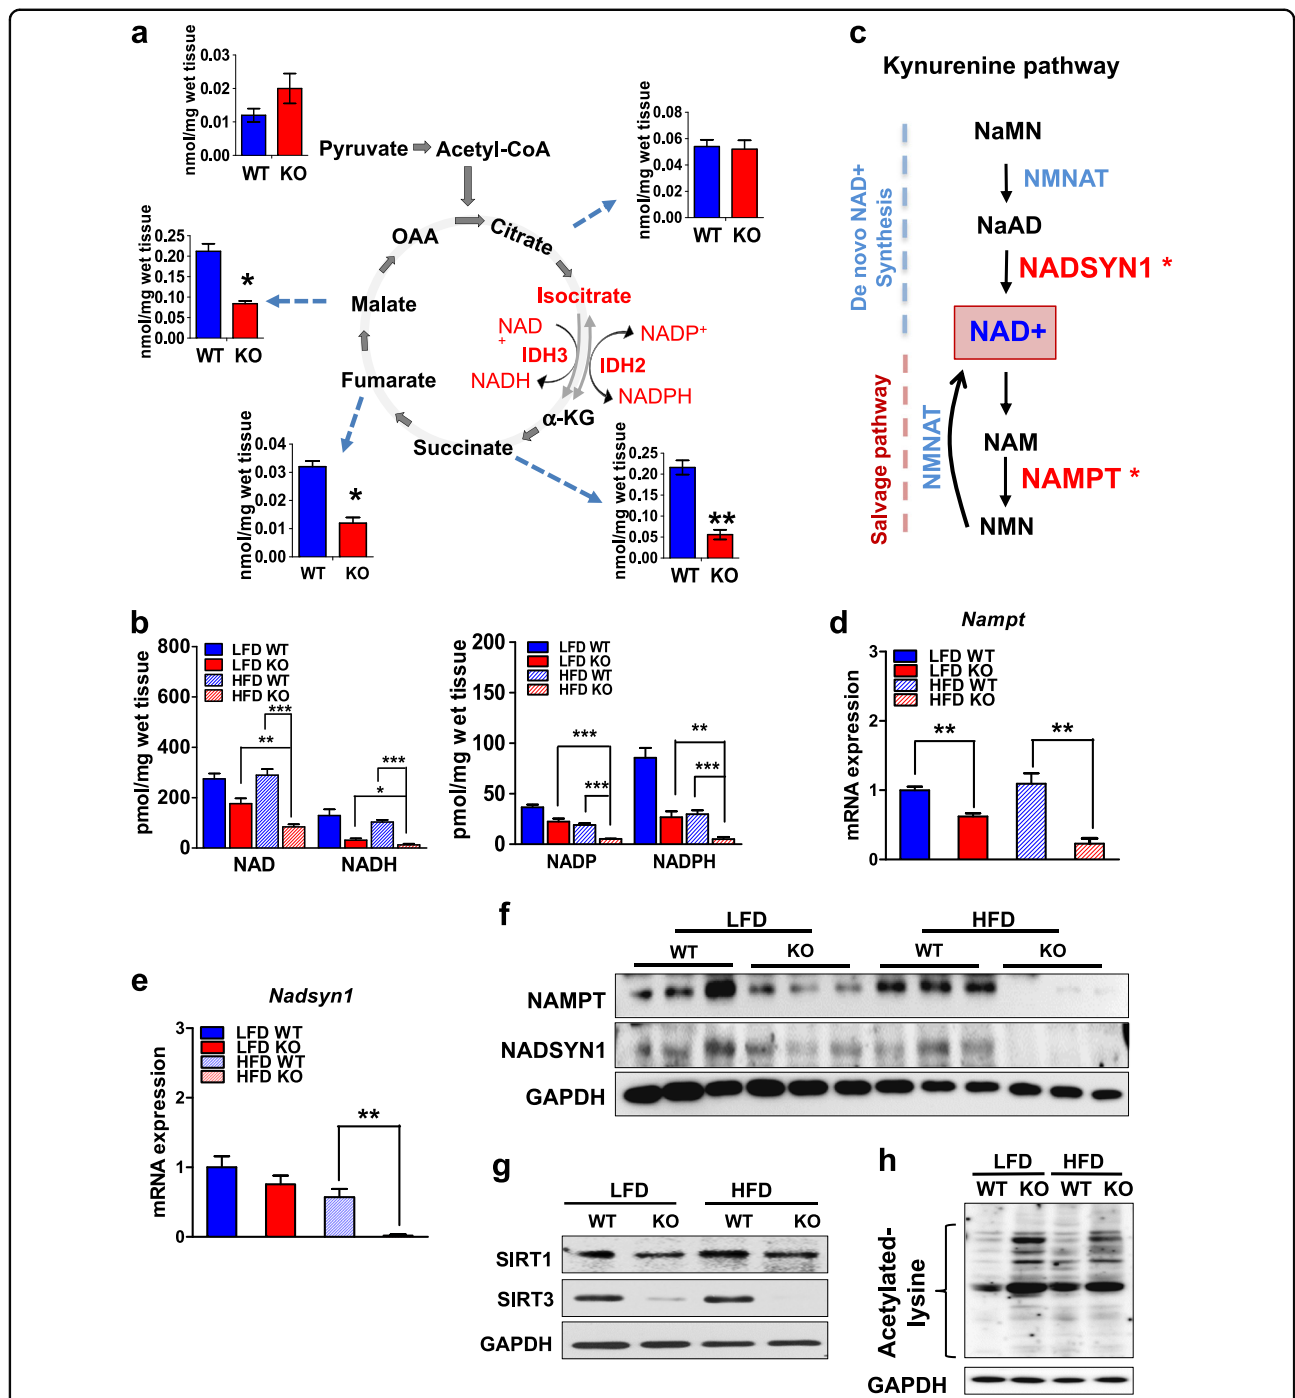 a
nmol/mg wet tissue
0.03
0.02
0.01
0.00
WT KO
Pyruvate
Acetyl-CoA
nmol/mg wet tissue
0.08
0.06
0.04
0.02
0.00
WT KO
OAA
Citrate
nmol/mg wet tissue
0.25
0.20
0.15
0.10
0.05
0.00
*
WT KO
Malate
Isocitrate
NAD
+
NADP+
IDH3
IDH2
NADH
NADPH
Fumarate
α-KG
Succinate
nmol/mg wet tissue
0.04
0.03
0.02
0.01
0.00
*
WT KO
nmol/mg wet tissue
0.25
0.20
0.15
0.10
0.05
0.00
**
WT KO
c
Kynurenine pathway
De novo NAD+
Synthesis
NaMN
NMNAT
NaAD
NADSYN1 *
NAD+
Salvage pathway
NMNAT
NAM
NAMPT *
NMN
b
pmol/mg wet tissue
800
600
400
200
0
LFD WT
LFD KO
HFD WT
HFD KO
***
**
***
*
NAD NADH
pmol/mg wet tissue
200
150
100
50
0
LFD WT
LFD KO
HFD WT
HFD KO
***
**
***
***
NADP NADPH
d
Nampt
mRNA expression
3
2
1
0
LFD WT
LFD KO
HFD WT
HFD KO
**
**
e
Nadsyn1
mRNA expression
3
2
1
0
LFD WT
LFD KO
HFD WT
HFD KO
**
f
LFD HFD
WT KO WT KO
NAMPT
NADSYN1
GAPDH
g
LFD HFD
WT KO WT KO
SIRT1
SIRT3
GAPDH
h
LFD HFD
WT KO WT KO
Acetylated-
lysine
GAPDH